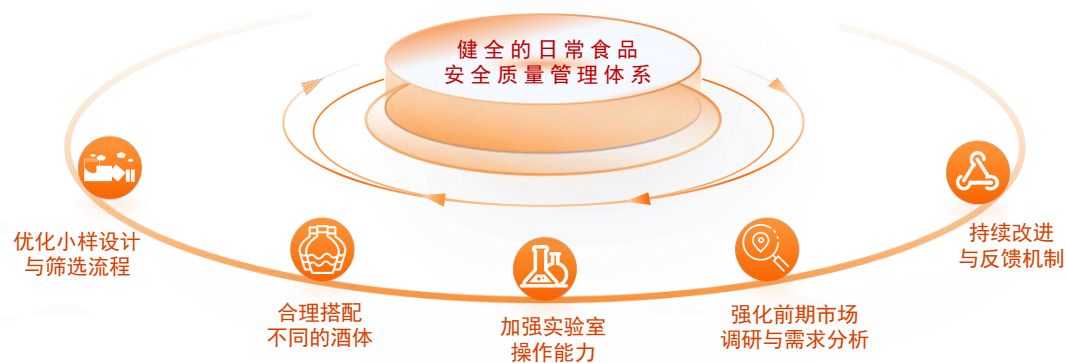 健全的日常食品
安全质量管理体系
优化小样设计
与筛选流程
合理搭配
不同的酒体
加强实验室
操作能力
强化前期市场
调研与需求分析
持续改进
与反馈机制